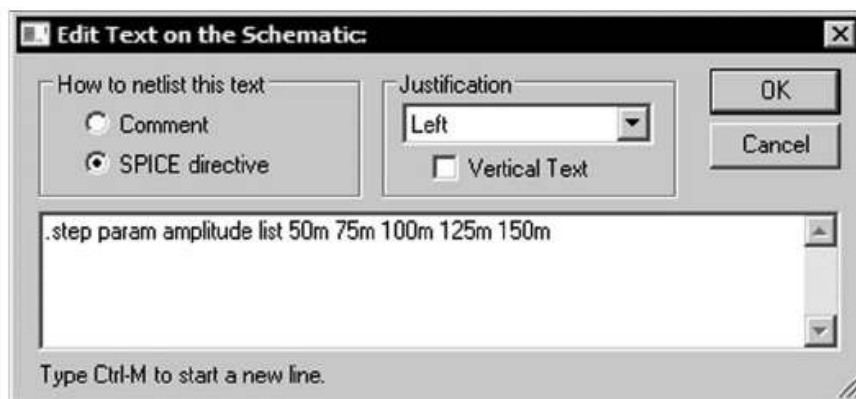 Edit Text on the Schematic:
How to netlist this text
Comment
SPICE directive
Justification
Left
Vertical Text
OK
Cancel
.step param amplitude list 50m 75m 100m 125m 150m
Type Ctrl-M to start a new line.